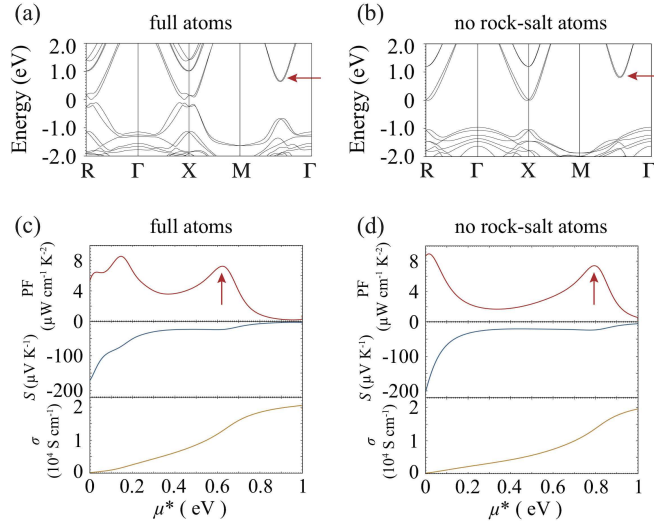 (a) full atoms
(b) no rock-salt atoms
Energy (eV)
2.0
1.0
0
-1.0
-2.0
R Γ X M Γ
Energy (eV)
2.0
1.0
0
-1.0
-2.0
R Γ X M Γ
(c) full atoms
PF
(μW cm⁻¹ K⁻²)
8
4
0
S (μV K⁻¹)
-100
-200
σ
(10⁴ S cm⁻¹)
2
1
0
0 0.2 0.4 0.6 0.8 1
μ* ( eV )
(d) no rock-salt atoms
PF
(μW cm⁻¹ K⁻²)
8
4
0
S (μV K⁻¹)
-100
-200
σ
(10⁴ S cm⁻¹)
2
1
0
0 0.2 0.4 0.6 0.8 1
μ* ( eV )